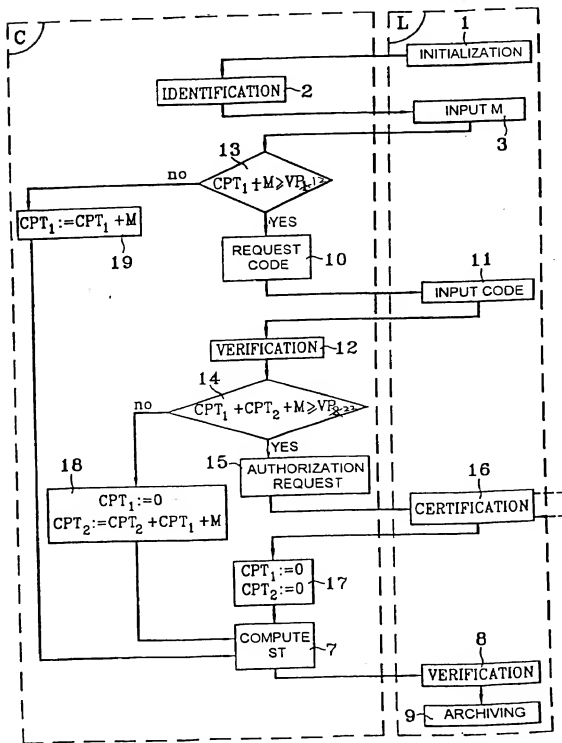 C
L
1
INITIALIZATION
IDENTIFICATION
2
INPUT M
3
13
no
CPT₁+M≥VP
YES
CPT₁:=CPT₁+M
19
REQUEST
CODE
10
11
INPUT CODE
VERIFICATION
12
14
no
CPT₁+CPT₂+M≥VP
YES
15
AUTHORIZATION
REQUEST
18
CPT₁:=0
CPT₂:=CPT₂+CPT₁+M
16
CERTIFICATION
CPT₁:=0
CPT₂:=0
17
COMPUTE
ST
7
8
VERIFICATION
9
ARCHIVING